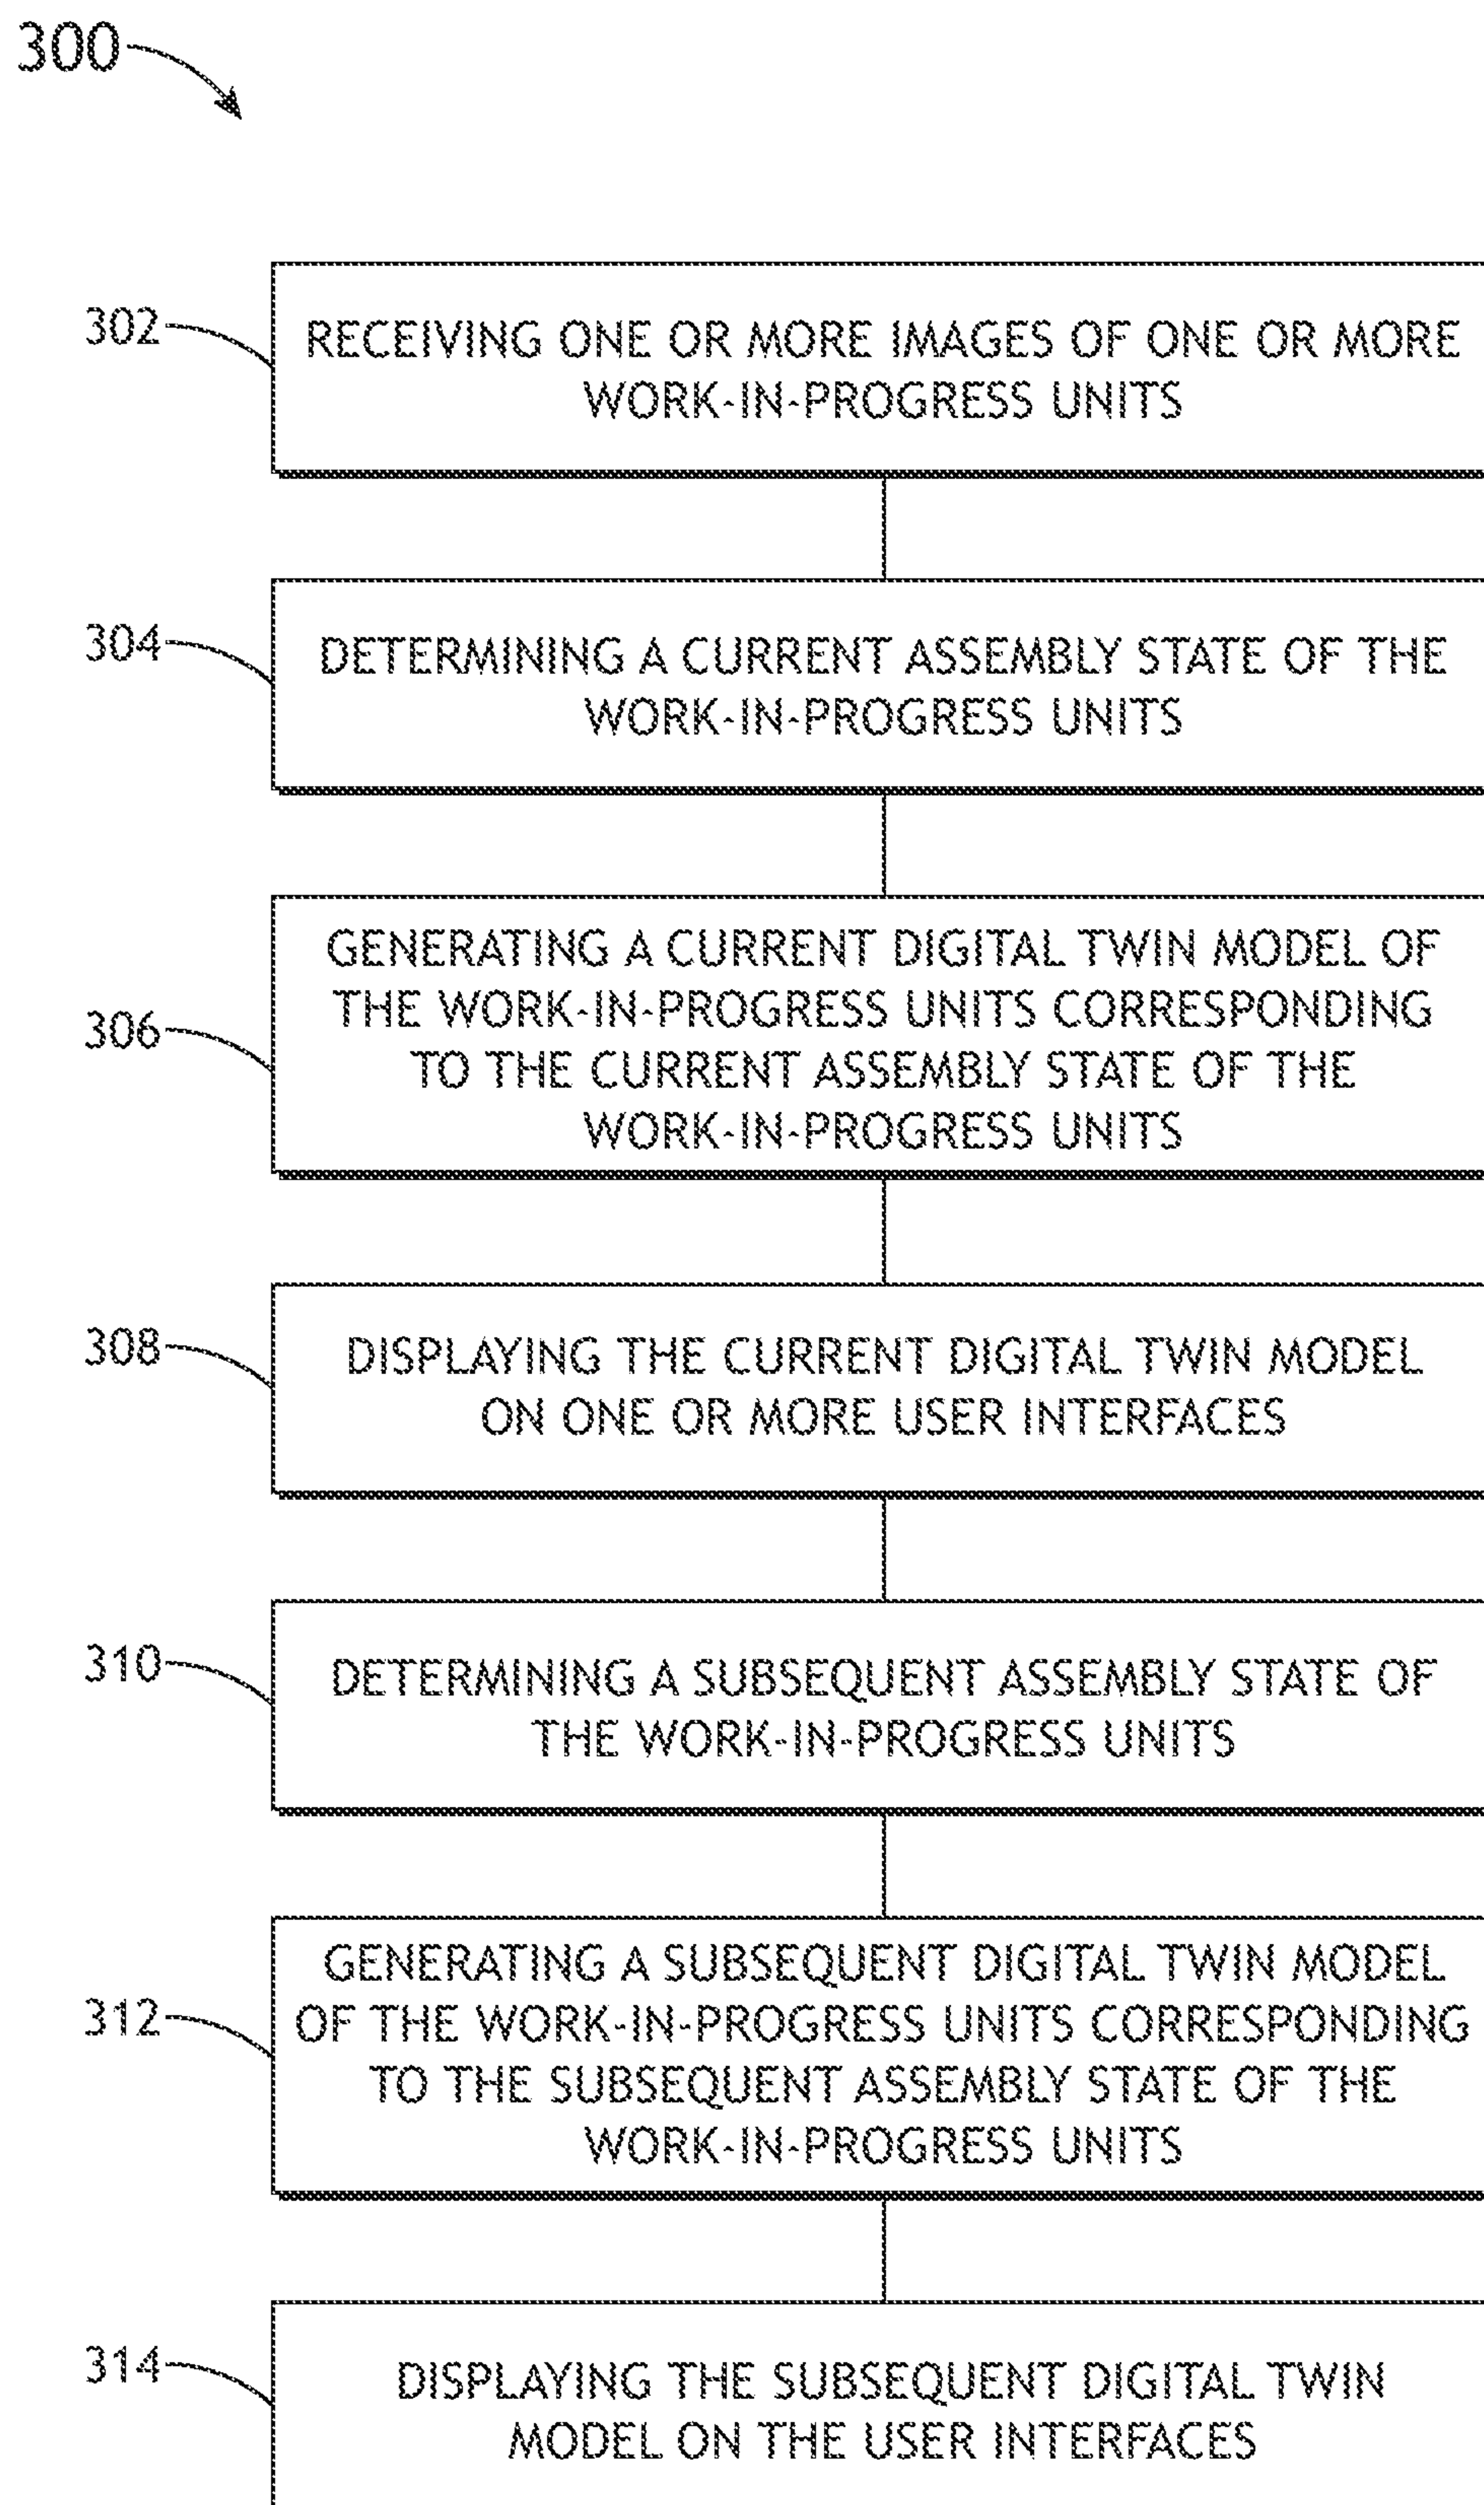 300
302
RECEIVING ONE OR MORE IMAGES OF ONE OR MORE
WORK-IN-PROGRESS UNITS
304
DETERMINING A CURRENT ASSEMBLY STATE OF THE
WORK-IN-PROGRESS UNITS
306
GENERATING A CURRENT DIGITAL TWIN MODEL OF
THE WORK-IN-PROGRESS UNITS CORRESPONDING
TO THE CURRENT ASSEMBLY STATE OF THE
WORK-IN-PROGRESS UNITS
308
DISPLAYING THE CURRENT DIGITAL TWIN MODEL
ON ONE OR MORE USER INTERFACES
310
DETERMINING A SUBSEQUENT ASSEMBLY STATE OF
THE WORK-IN-PROGRESS UNITS
312
GENERATING A SUBSEQUENT DIGITAL TWIN MODEL
OF THE WORK-IN-PROGRESS UNITS CORRESPONDING
TO THE SUBSEQUENT ASSEMBLY STATE OF THE
WORK-IN-PROGRESS UNITS
314
DISPLAYING THE SUBSEQUENT DIGITAL TWIN
MODEL ON THE USER INTERFACES